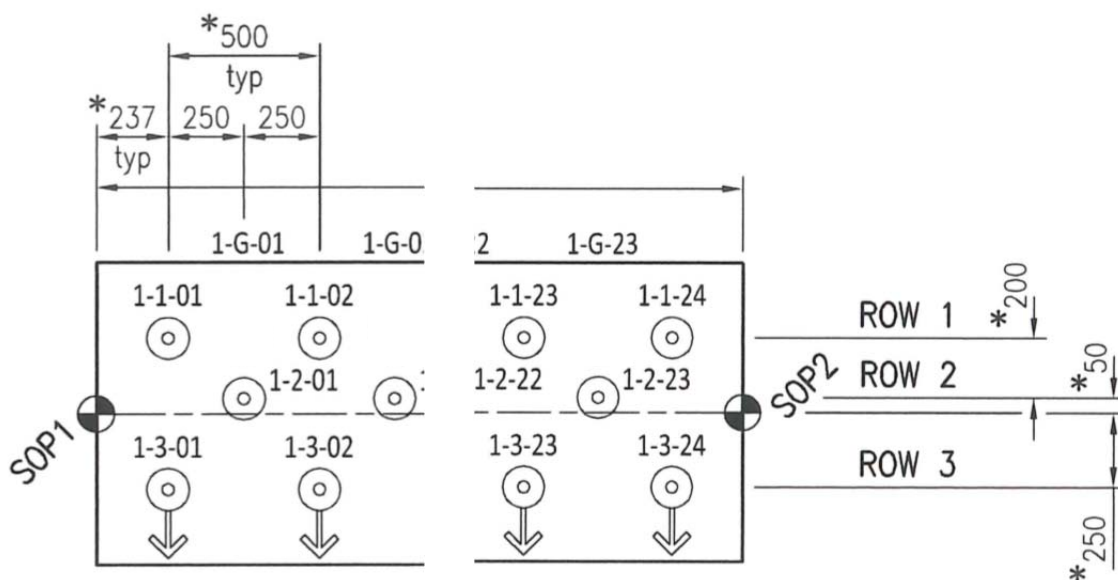 *500
typ
*237 250 250
typ
1-G-01 1-G-0
22 1-G-23
1-1-01 1-1-02 1-1-23 1-1-24
ROW 1 *200
1-2-01 1-2-22 1-2-23
SOP2 ROW 2 *50
SOP1
1-3-01 1-3-02 1-3-23 1-3-24
ROW 3
*250